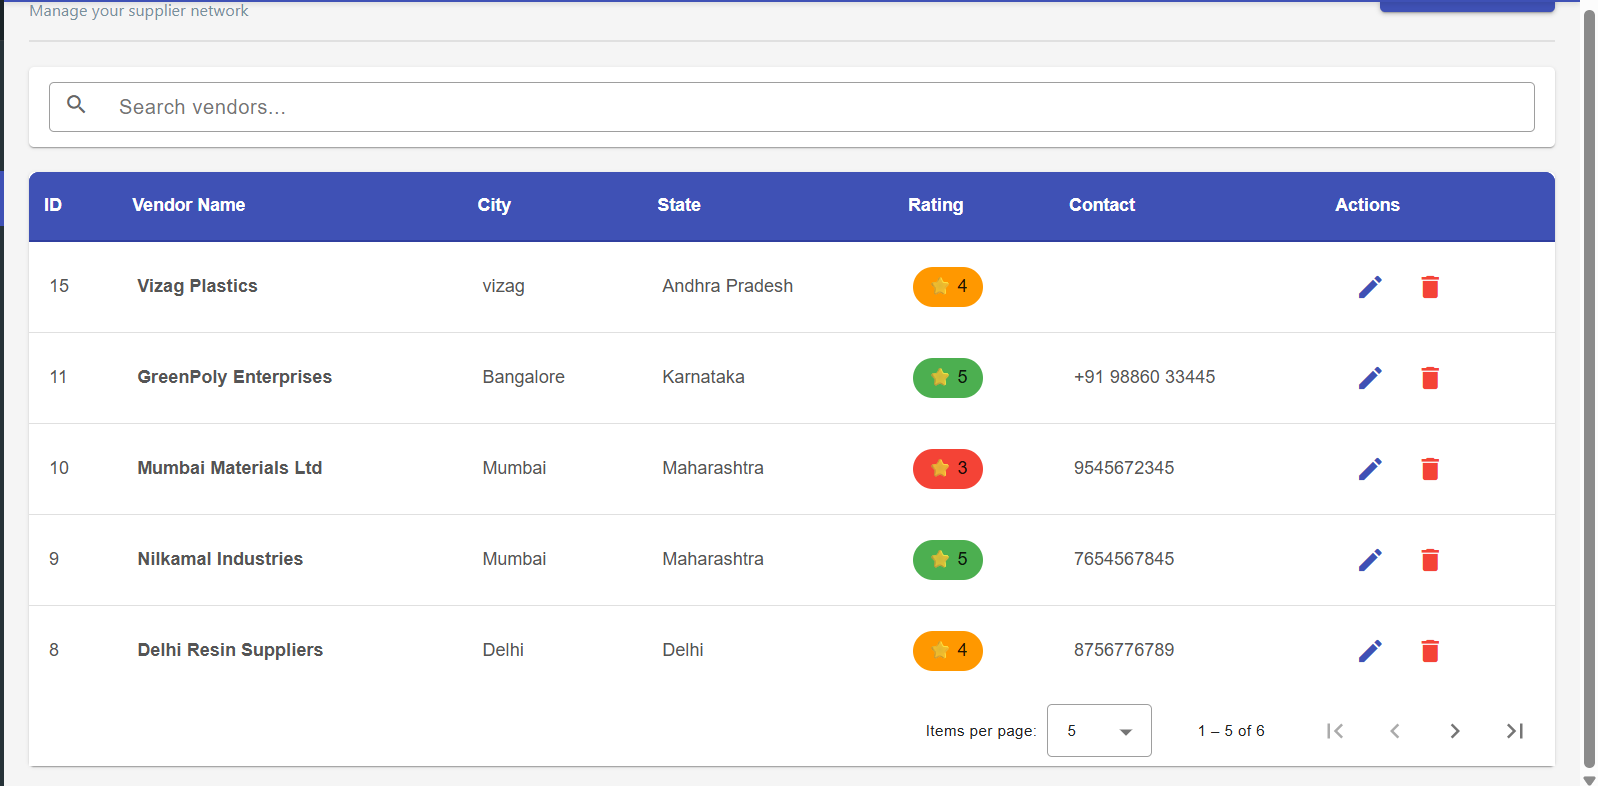 Manage your supplier network
Search vendors...
ID Vendor Name City State Rating Contact Actions
15 Vizag Plastics vizag Andhra Pradesh ⭐ 4
11 GreenPoly Enterprises Bangalore Karnataka ⭐ 5 +91 98860 33445
10 Mumbai Materials Ltd Mumbai Maharashtra ⭐ 3 9545672345
9 Nilkamal Industries Mumbai Maharashtra ⭐ 5 7654567845
8 Delhi Resin Suppliers Delhi Delhi ⭐ 4 8756776789
Items per page: 5 1 – 5 of 6